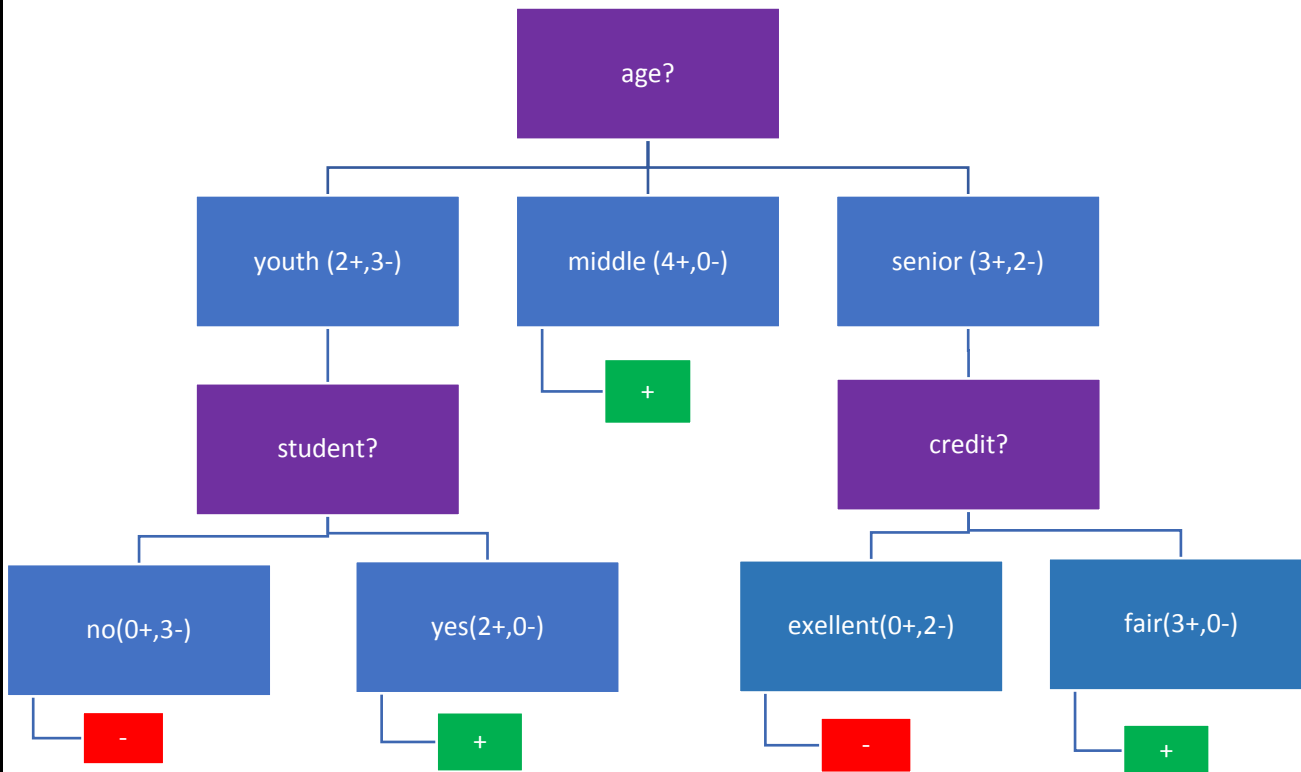 age?
youth (2+,3-)
middle (4+,0-)
senior (3+,2-)
+
student?
credit?
no(0+,3-)
yes(2+,0-)
exellent(0+,2-)
fair(3+,0-)
-
+
-
+